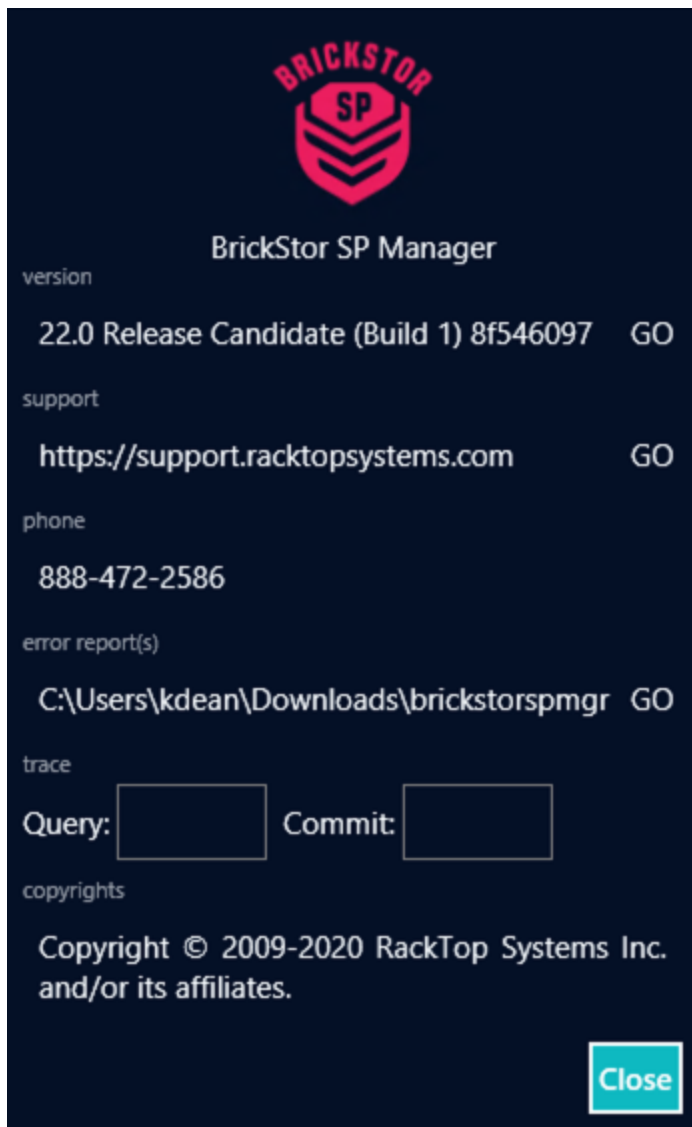 BRICKSTOR
SP
BrickStor SP Manager
version
22.0 Release Candidate (Build 1) 8f546097 GO
support
https://support.racktopsystems.com GO
phone
888-472-2586
error report(s)
C:\Users\kdean\Downloads\brickstorspmgr GO
trace
Query: Commit:
copyrights
Copyright © 2009-2020 RackTop Systems Inc.
and/or its affiliates.
Close